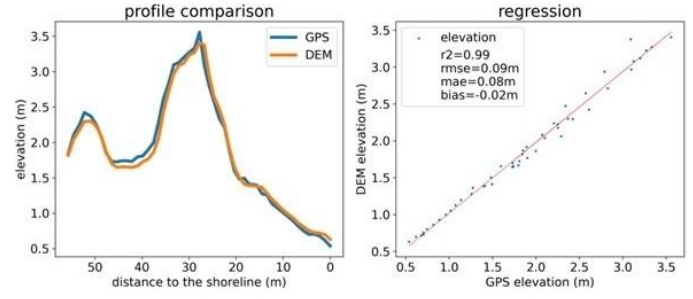 profile comparison
GPS
DEM
3.5
3.0
2.5
2.0
1.5
1.0
0.5
elevation (m)
50 40 30 20 10 0
distance to the shoreline (m)
regression
elevation
r2=0.99
rmse=0.09m
mae=0.08m
bias=-0.02m
3.5
3.0
2.5
2.0
1.5
1.0
0.5
DEM elevation (m)
0.5 1.0 1.5 2.0 2.5 3.0 3.5
GPS elevation (m)